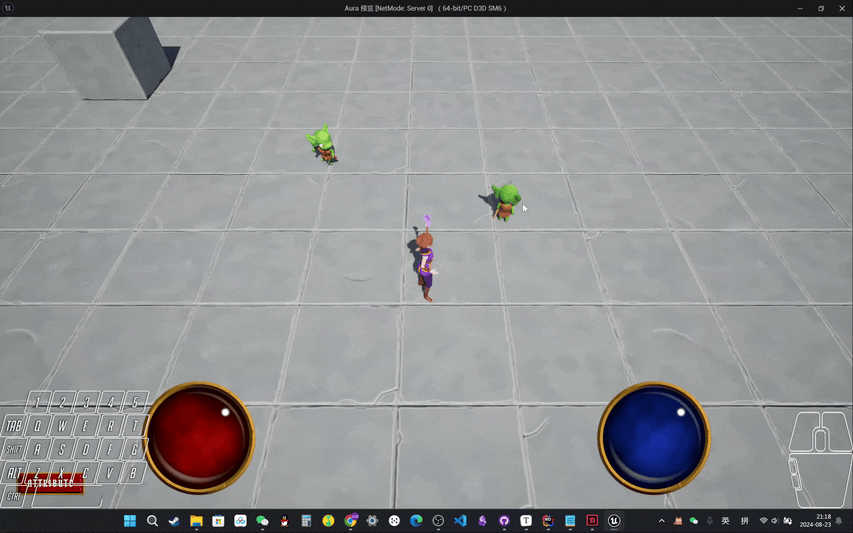 Aura 预览 [NetMode: Server 0] ( 64-bit/PC D3D SM6 )
1 2 3 4 5
TAB Q W E R T
SHIFT A S D F G
ALT Z X C V B
ATTRIBUTE
CTRL
英 拼 21:18
2024-08-23